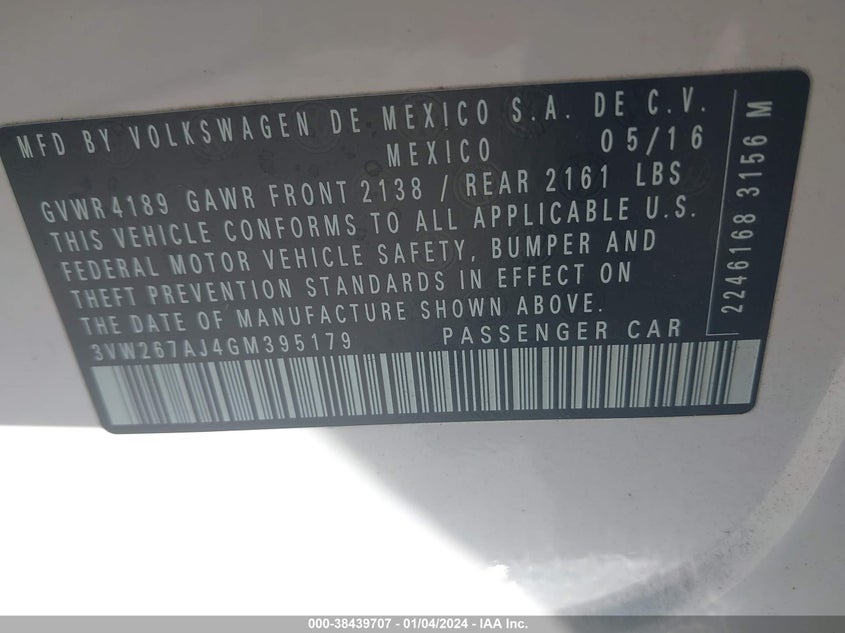 MFD BY VOLKSWAGEN DE MEXICO S.A. DE C.V.
MEXICO 05/16
GVWR4189 GAWR FRONT 2138 / REAR 2161 LBS
THIS VEHICLE CONFORMS TO ALL APPLICABLE U.S.
FEDERAL MOTOR VEHICLE SAFETY, BUMPER AND
THEFT PREVENTION STANDARDS IN EFFECT ON
THE DATE OF MANUFACTURE SHOWN ABOVE.
3VW267AJ4GM395179 PASSENGER CAR
2246168 3156 M
000-38439707 - 01/04/2024 - IAA Inc.